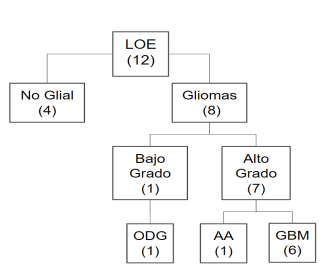 LOE
(12)
No Glial
(4)
Gliomas
(8)
Bajo
Grado
(1)
Alto
Grado
(7)
ODG
(1)
AA
(1)
GBM
(6)